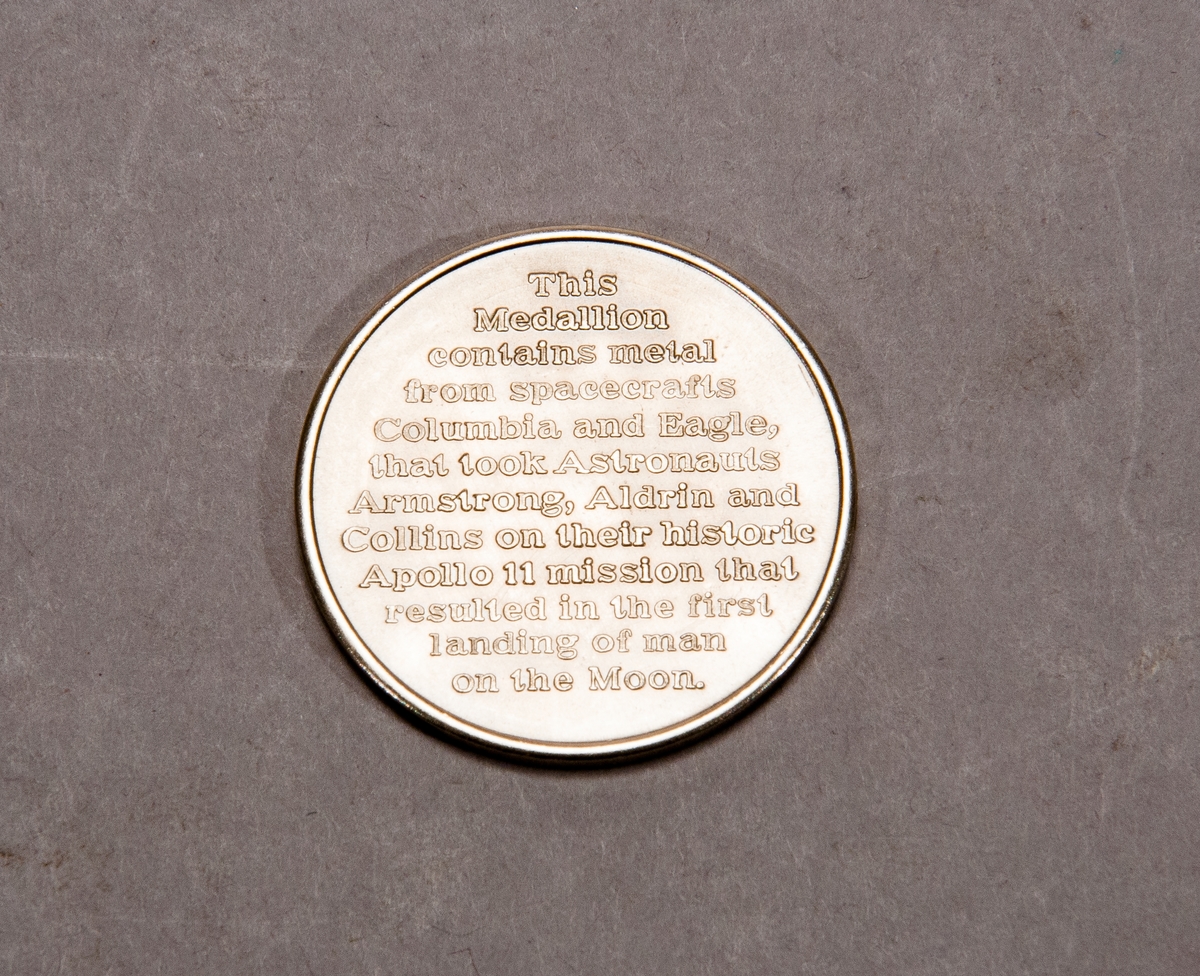 This
Medallion
contains metal
from spacecrafts
Columbia and Eagle,
that took Astronauts
Armstrong, Aldrin and
Collins on their historic
Apollo 11 mission that
resulted in the first
landing of man
on the Moon.